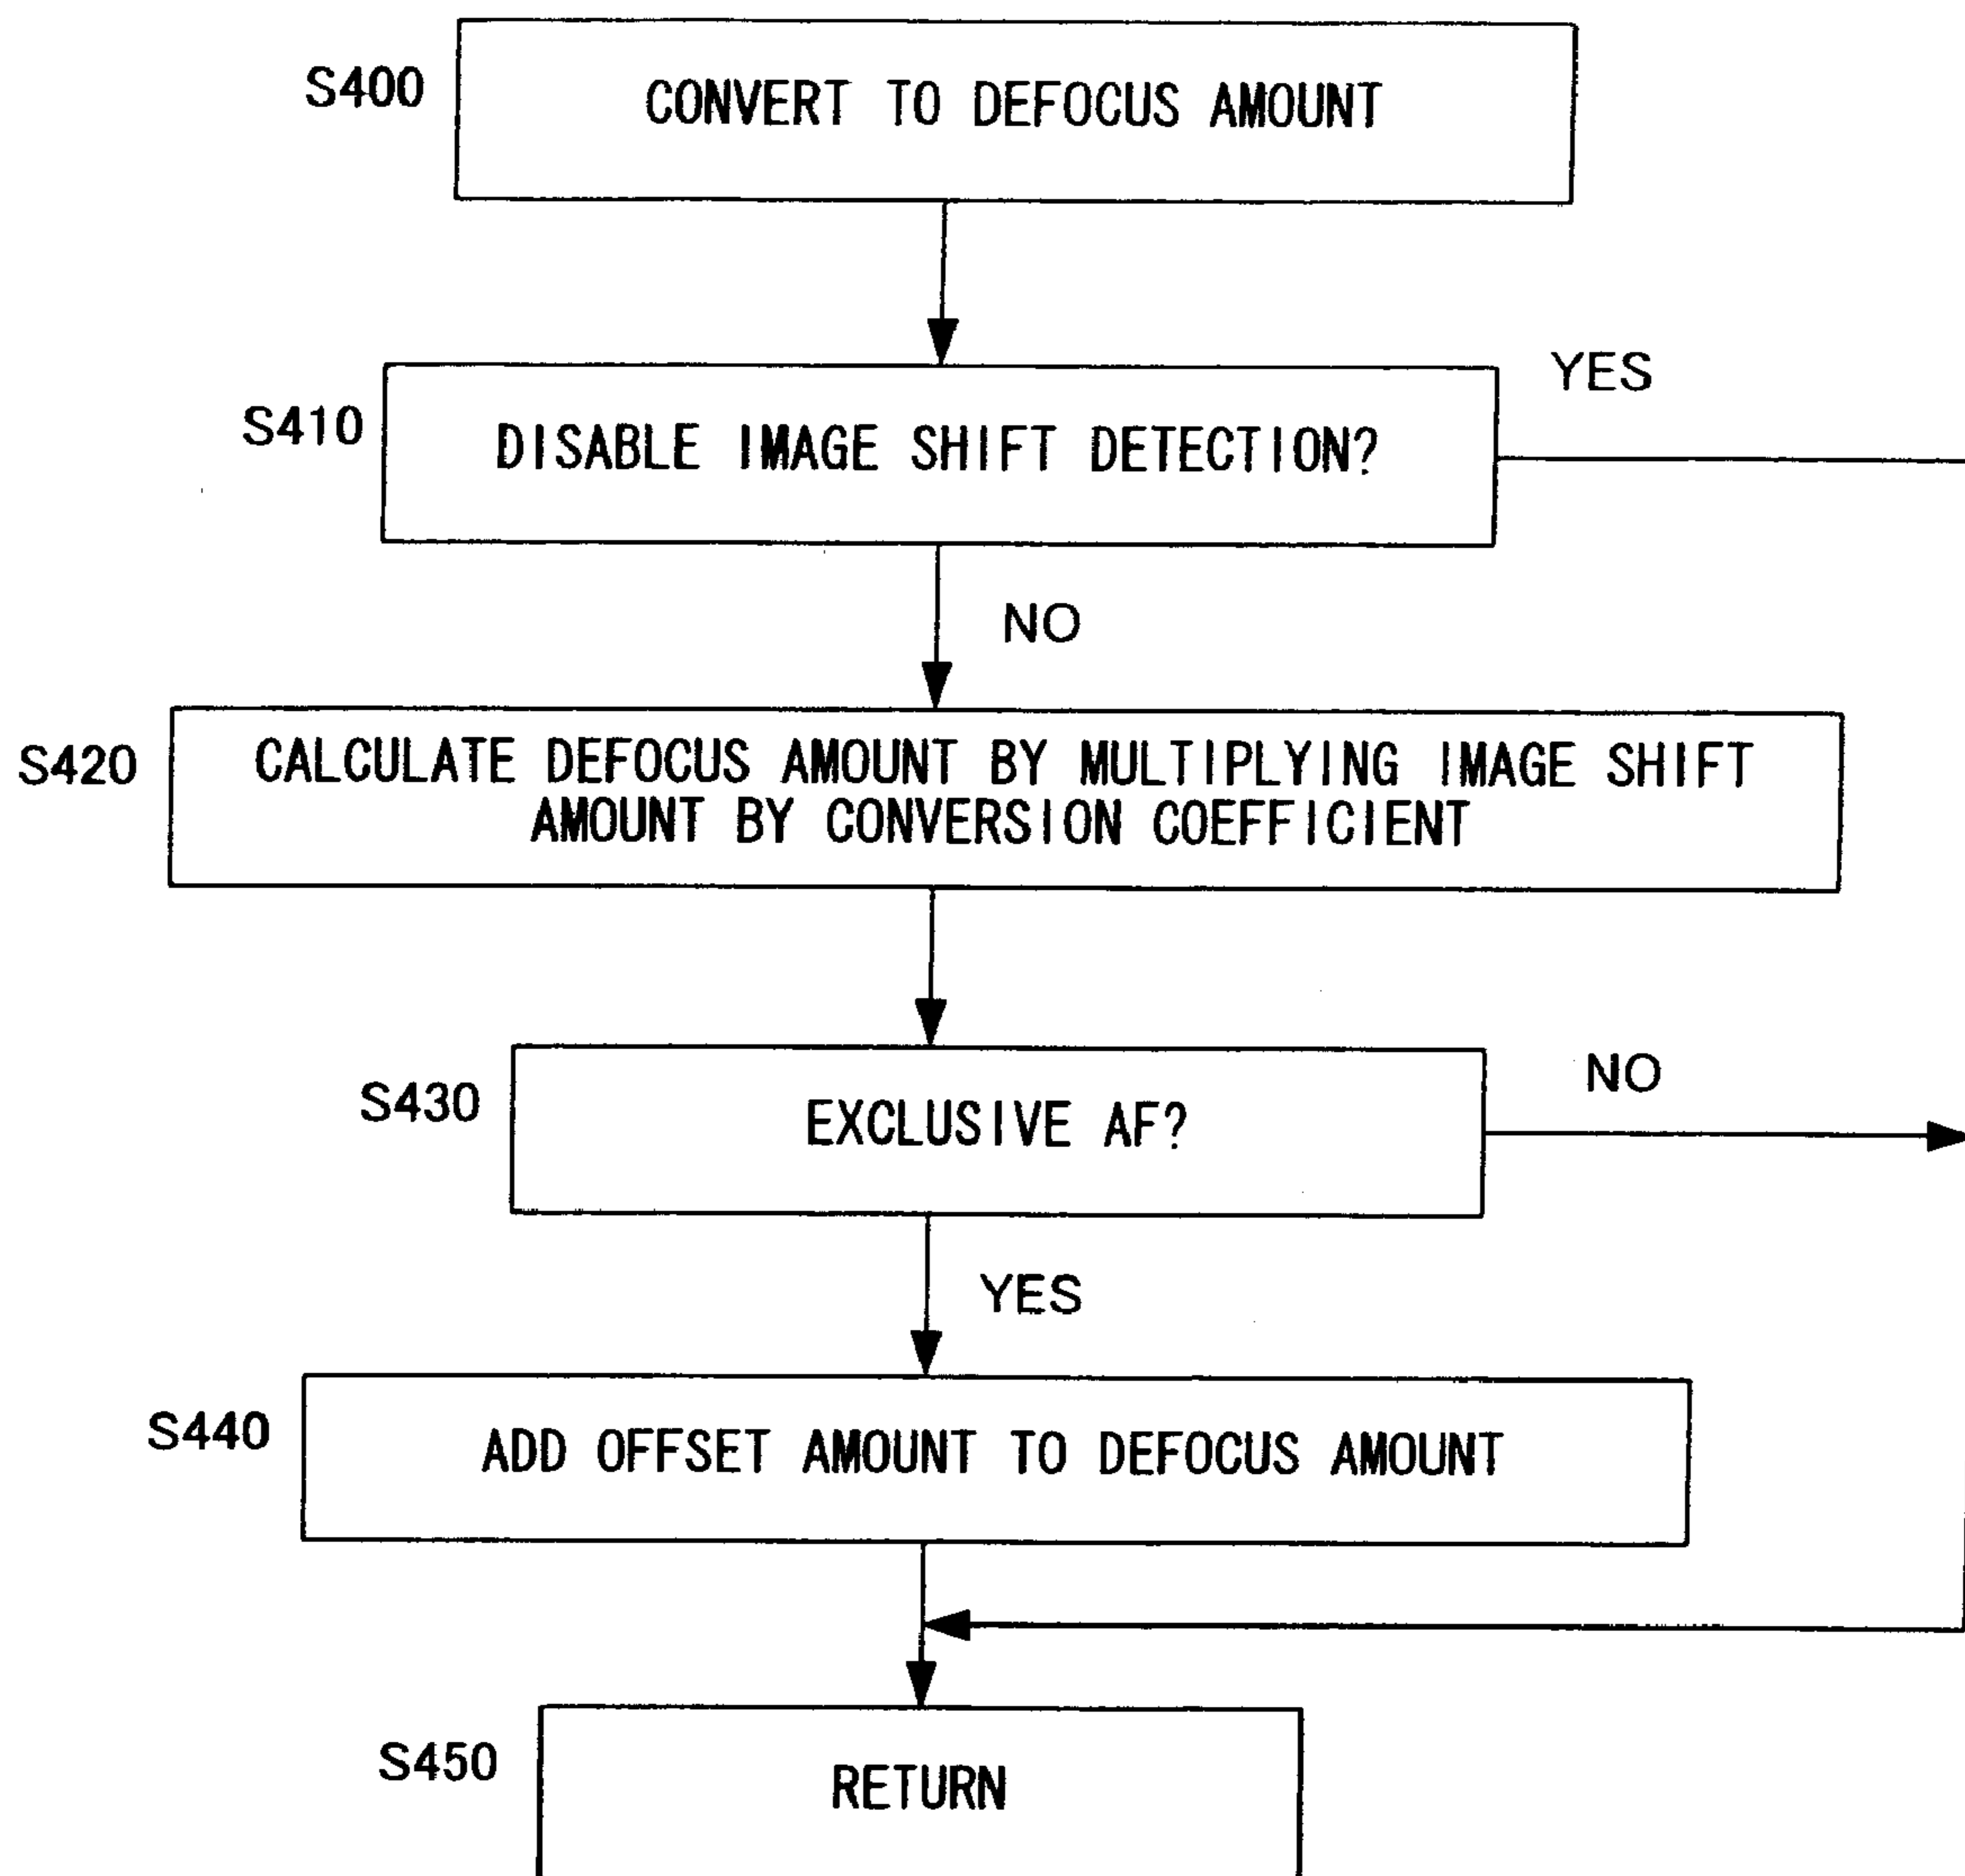 S400
CONVERT TO DEFOCUS AMOUNT
S410
DISABLE IMAGE SHIFT DETECTION?
YES
NO
S420
CALCULATE DEFOCUS AMOUNT BY MULTIPLYING IMAGE SHIFT
AMOUNT BY CONVERSION COEFFICIENT
S430
EXCLUSIVE AF?
NO
YES
S440
ADD OFFSET AMOUNT TO DEFOCUS AMOUNT
S450
RETURN